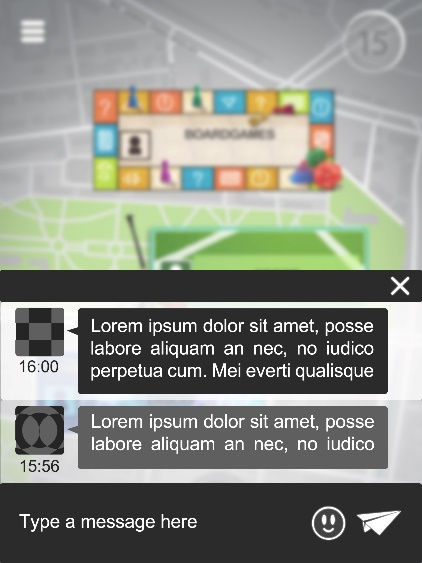 15
BOARDGAMES
Lorem ipsum dolor sit amet, posse
labore aliquam an nec, no iudico
perpetua cum. Mei everti qualisque
16:00
Lorem ipsum dolor sit amet, posse
labore aliquam an nec, no iudico
15:56
Type a message here